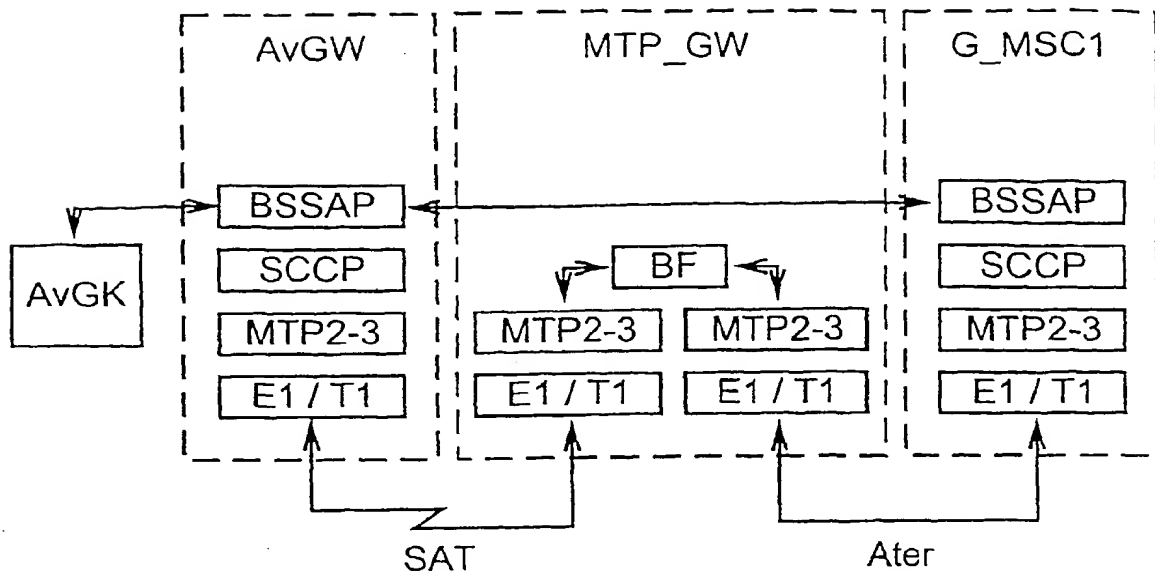 AvGW
MTP_GW
G_MSC1
BSSAP
BSSAP
AvGK
SCCP
BF
SCCP
MTP2-3
MTP2-3
MTP2-3
MTP2-3
E1 / T1
E1 / T1
E1 / T1
E1 / T1
SAT
Ater